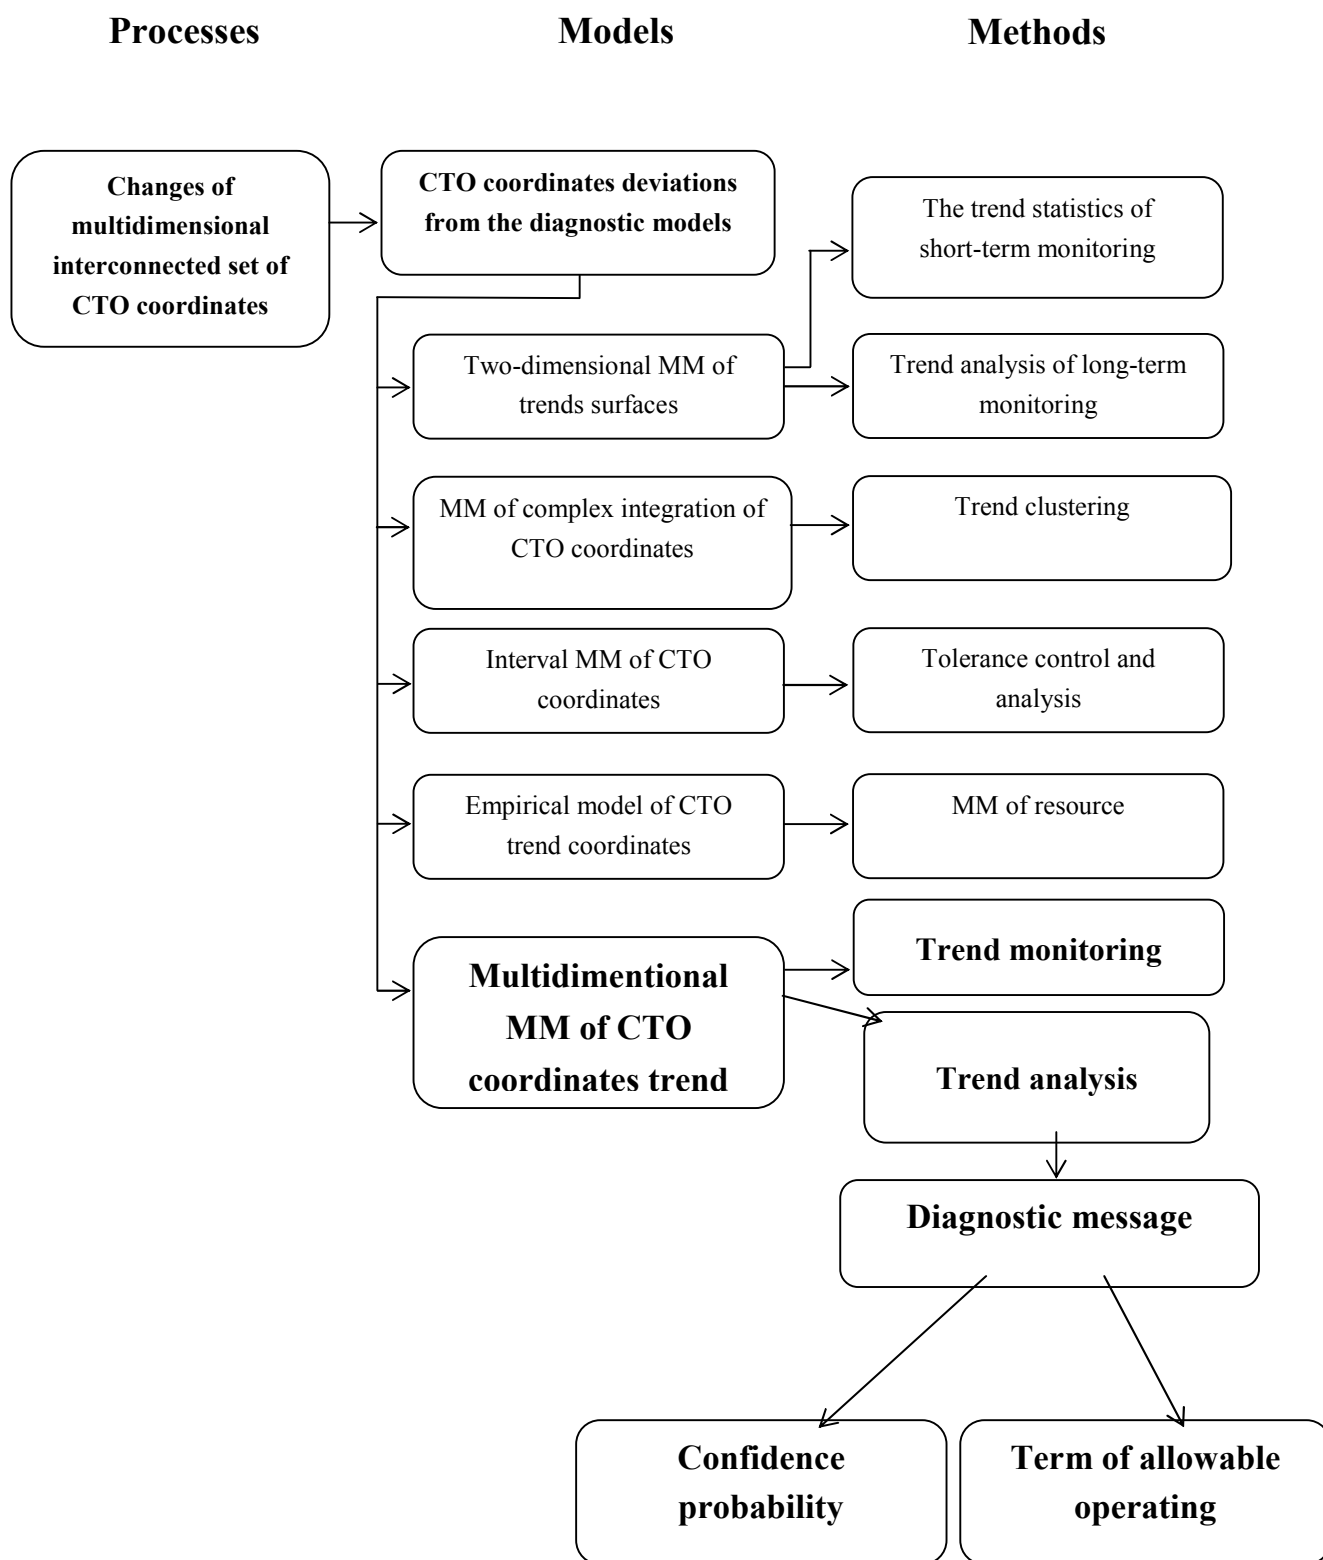 Processes
Models
Methods
Changes of
multidimensional
interconnected set of
CTO coordinates
CTO coordinates deviations
from the diagnostic models
The trend statistics of
short-term monitoring
Two-dimensional MM of
trends surfaces
Trend analysis of long-term
monitoring
MM of complex integration of
CTO coordinates
Trend clustering
Interval MM of CTO
coordinates
Tolerance control and
analysis
Empirical model of CTO
trend coordinates
MM of resource
Multidimentional
MM of CTO
coordinates trend
Trend monitoring
Trend analysis
Diagnostic message
Confidence
probability
Term of allowable
operating